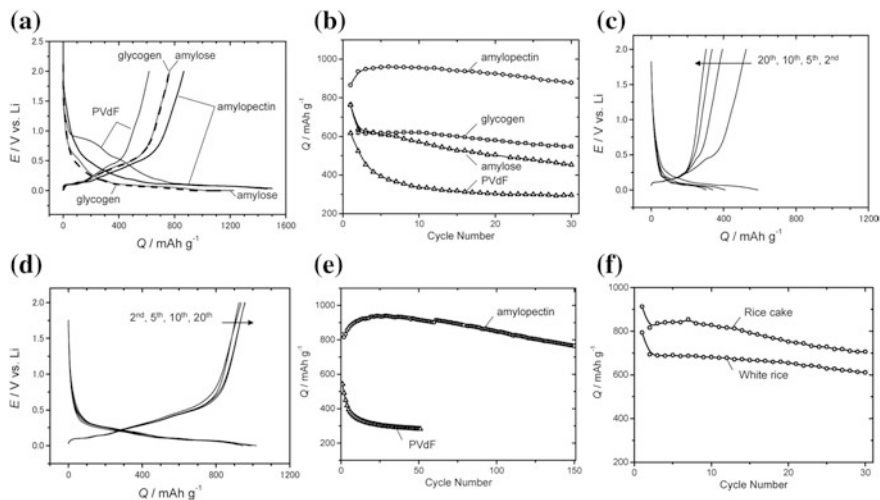 (a)
glycogen amylose
PVdF
amylopectin
glycogen
amylose
E / V vs. Li
2.5
2.0
1.5
1.0
0.5
0.0
0 400 800 1200 1500
Q / mAh g-1
(b)
amylopectin
glycogen
amylose
PVdF
Q / mAh g-1
1000
800
600
400
200
0 10 20 30
Cycle Number
(c)
20th, 10th, 5th, 2nd
E / V vs. Li
2.0
1.5
1.0
0.5
0.0
0 400 800 1200
Q / mAh g-1
(d)
2nd, 5th, 10th, 20th
E / V vs. Li
2.0
1.5
1.0
0.5
0.0
0 400 800 1200
Q / mAh g-1
(e)
amylopectin
PVdF
Q / mAh g-1
1000
800
600
400
200
0 50 100 150
Cycle Number
(f)
Rice cake
White rice
Q / mAh g-1
1000
800
600
400
200
0 10 20 30
Cycle Number